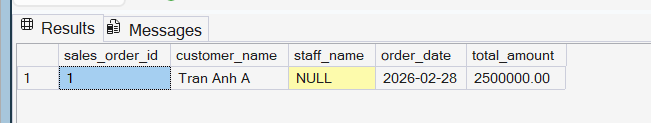 Results Messages
sales_order_id customer_name staff_name order_date total_amount
1 1 Tran Anh A NULL 2026-02-28 2500000.00